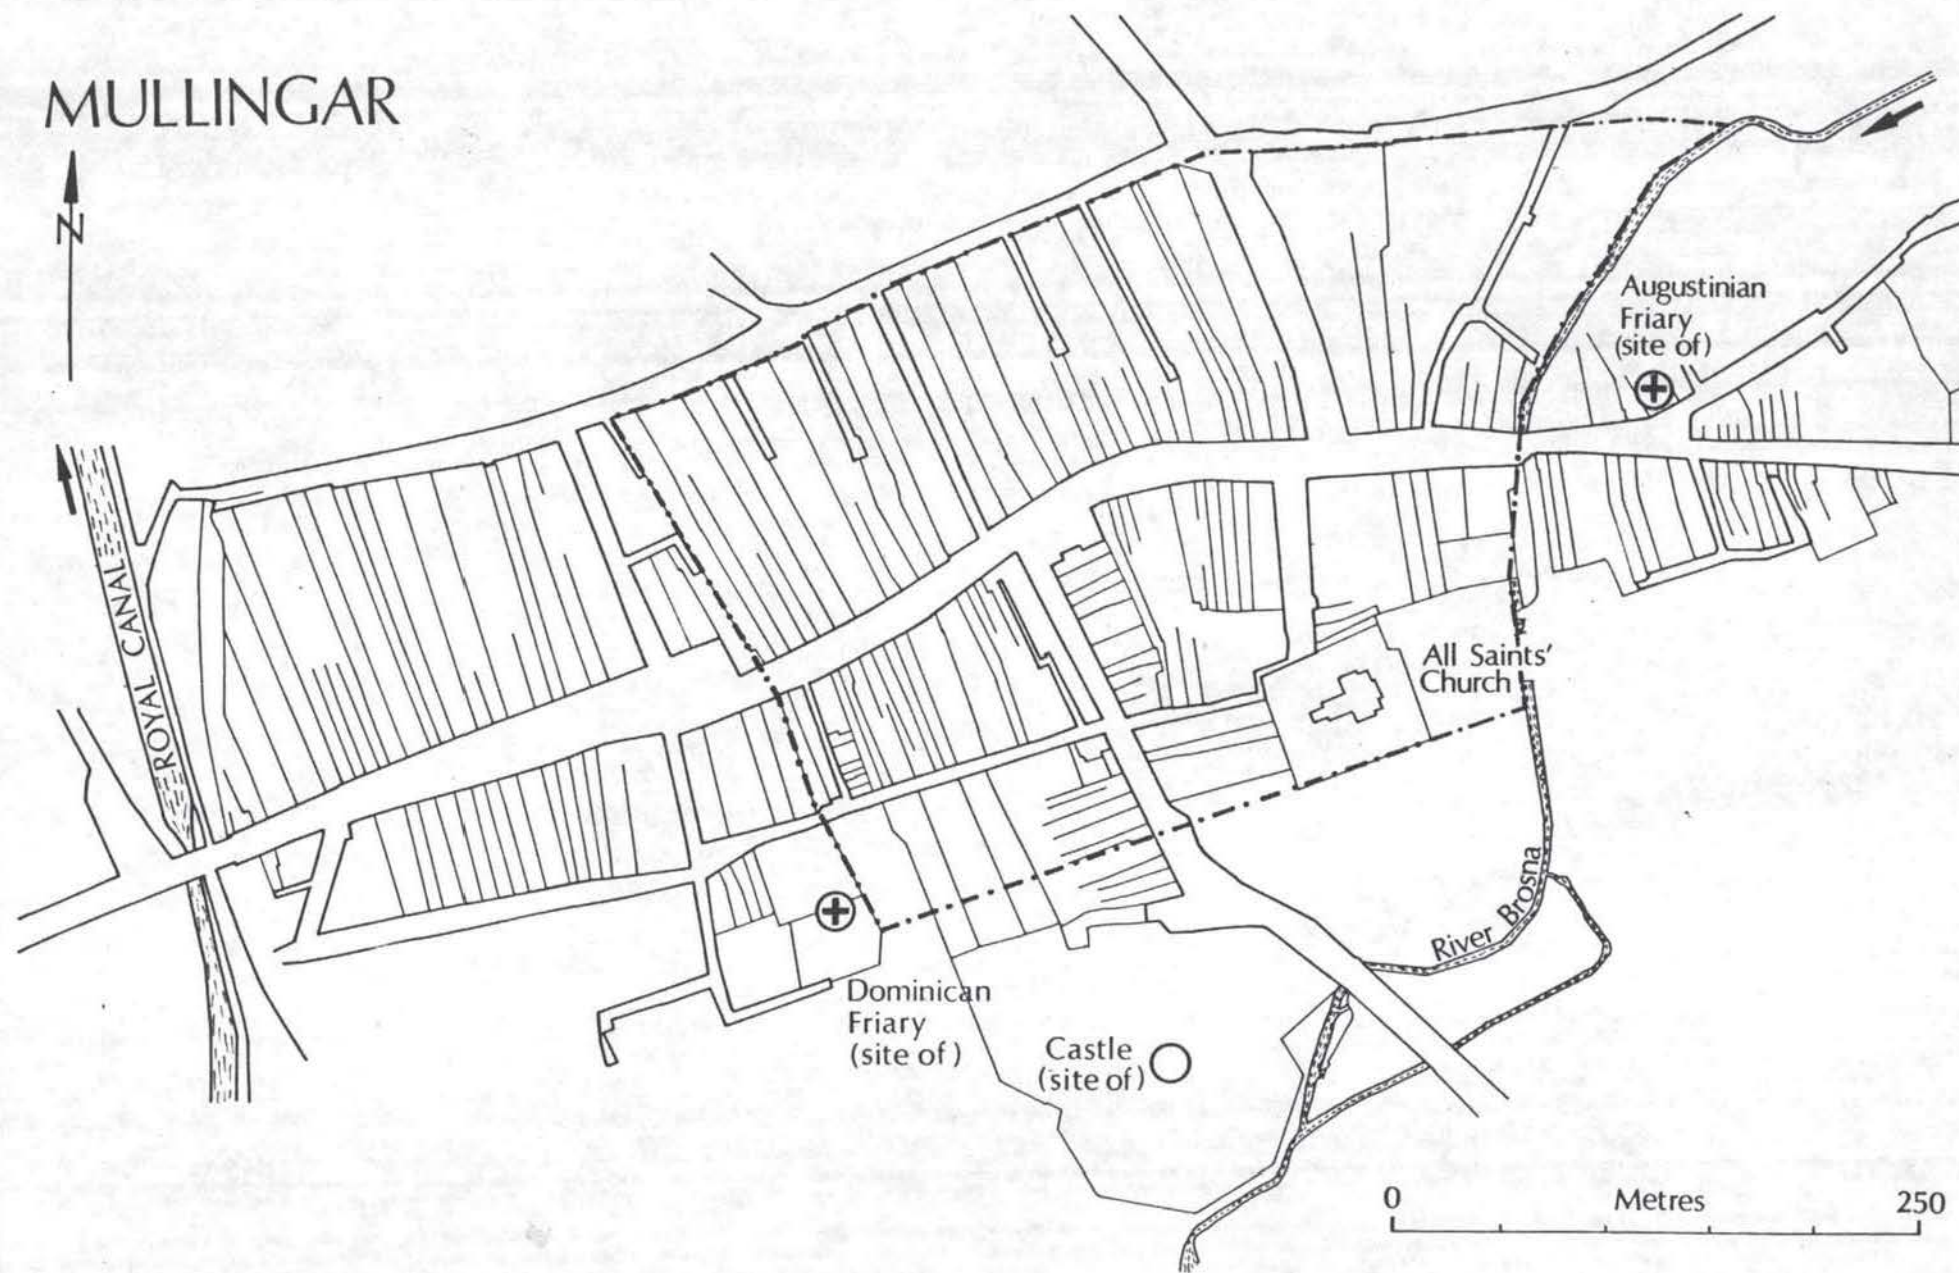 MULLINGAR
N
Augustinian
Friary
(site of)
ROYAL CANAL
All Saints'
Church
River Brosna
Dominican
Friary
(site of)
Castle
(site of)
0 Metres 250